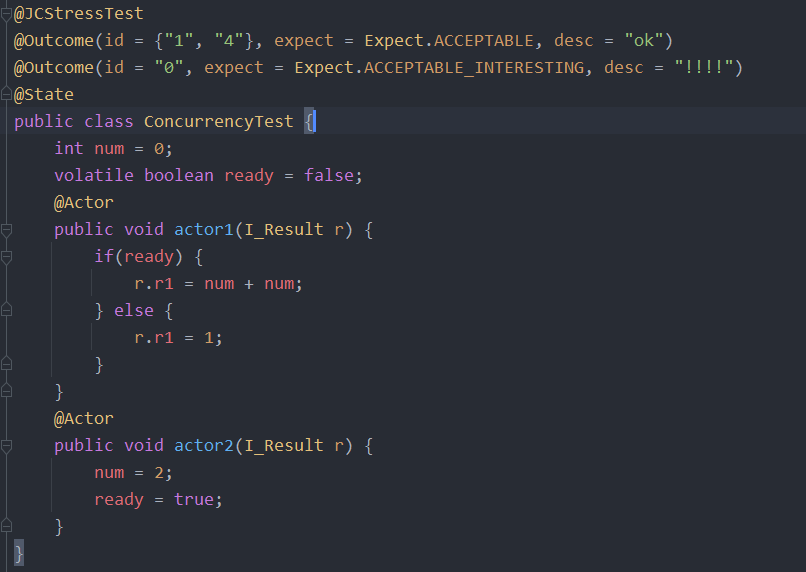 @JCStressTest
@Outcome(id = {"1", "4"}, expect = Expect.ACCEPTABLE, desc = "ok")
@Outcome(id = "0", expect = Expect.ACCEPTABLE_INTERESTING, desc = "!!!!")
@State
public class ConcurrencyTest {
    int num = 0;
    volatile boolean ready = false;
    @Actor
    public void actor1(I_Result r) {
        if(ready) {
            r.r1 = num + num;
        } else {
            r.r1 = 1;
        }
    }
    @Actor
    public void actor2(I_Result r) {
        num = 2;
        ready = true;
    }
}